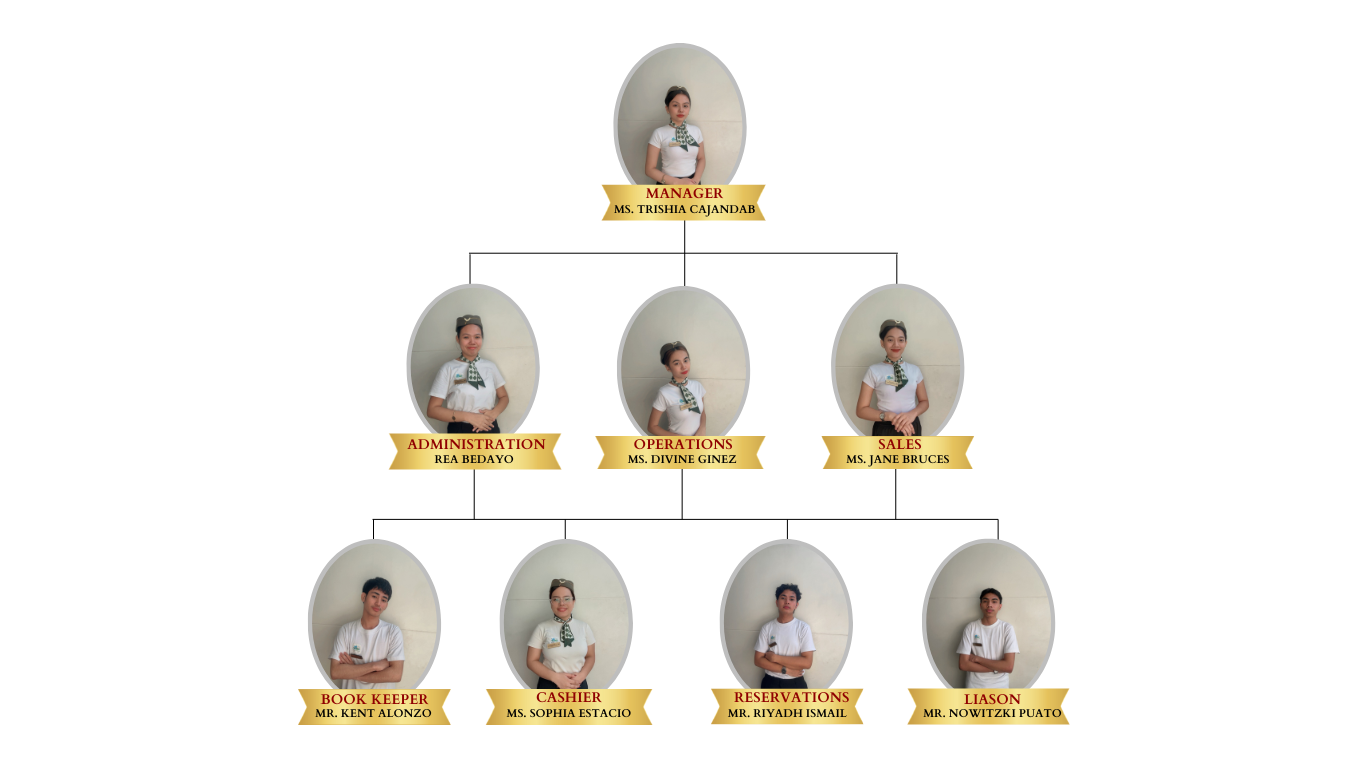 MANAGER
MS. TRISHIA CAJANDAB
ADMINISTRATION
REA BEDAYO
OPERATIONS
MS. DIVINE GINEZ
SALES
MS. JANE BRUCES
BOOK KEEPER
MR. KENT ALONZO
CASHIER
MS. SOPHIA ESTACIO
RESERVATIONS
MR. RIYADH ISMAIL
LIASON
MR. NOWITZKI PUATO